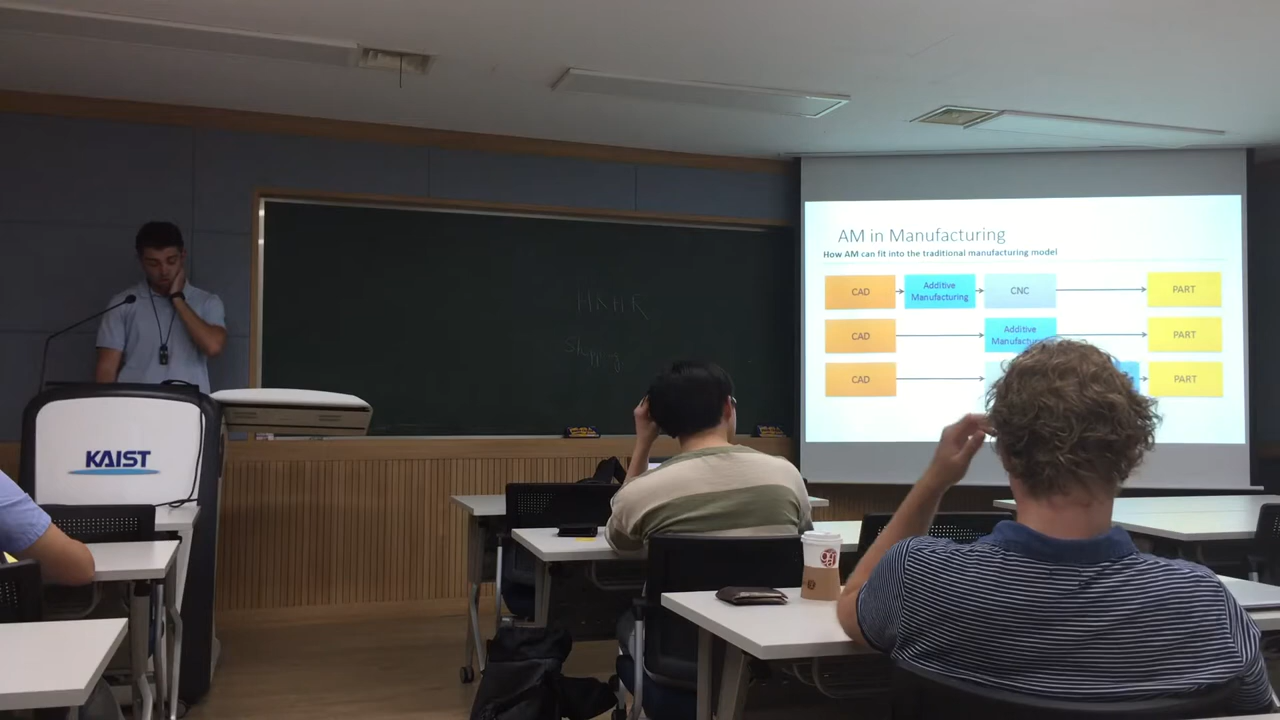 AM in Manufacturing
How AM can fit into the traditional manufacturing model
CAD
Additive
Manufacturing
CNC
PART
CAD
Additive
PART
CAD
PART
KAIST